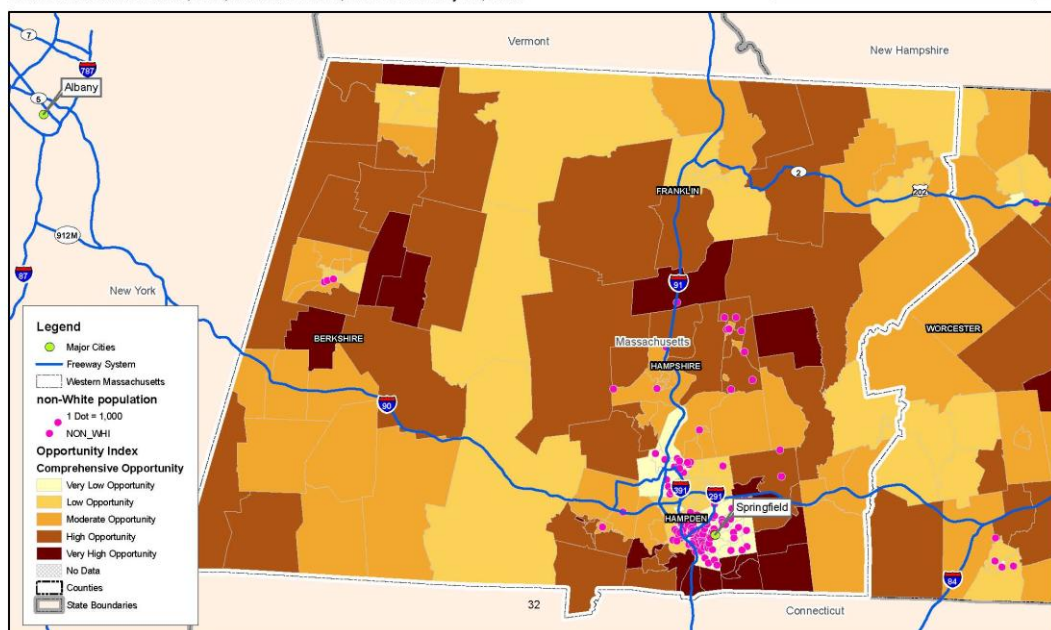 Vermont
New Hampshire
7
787
Albany
5
2
FRANKLIN
202
912M
87
New York
91
WORCESTER
BERKSHIRE
Massachusetts
HAMPSHIRE
90
391
291
Springfield
HAMPDEN
84
32
Connecticut
Legend
Major Cities
Freeway System
Western Massachusetts
non-White population
1 Dot = 1,000
NON_WHI
Opportunity Index
Comprehensive Opportunity
Very Low Opportunity
Low Opportunity
Moderate Opportunity
High Opportunity
Very High Opportunity
No Data
Counties
State Boundaries